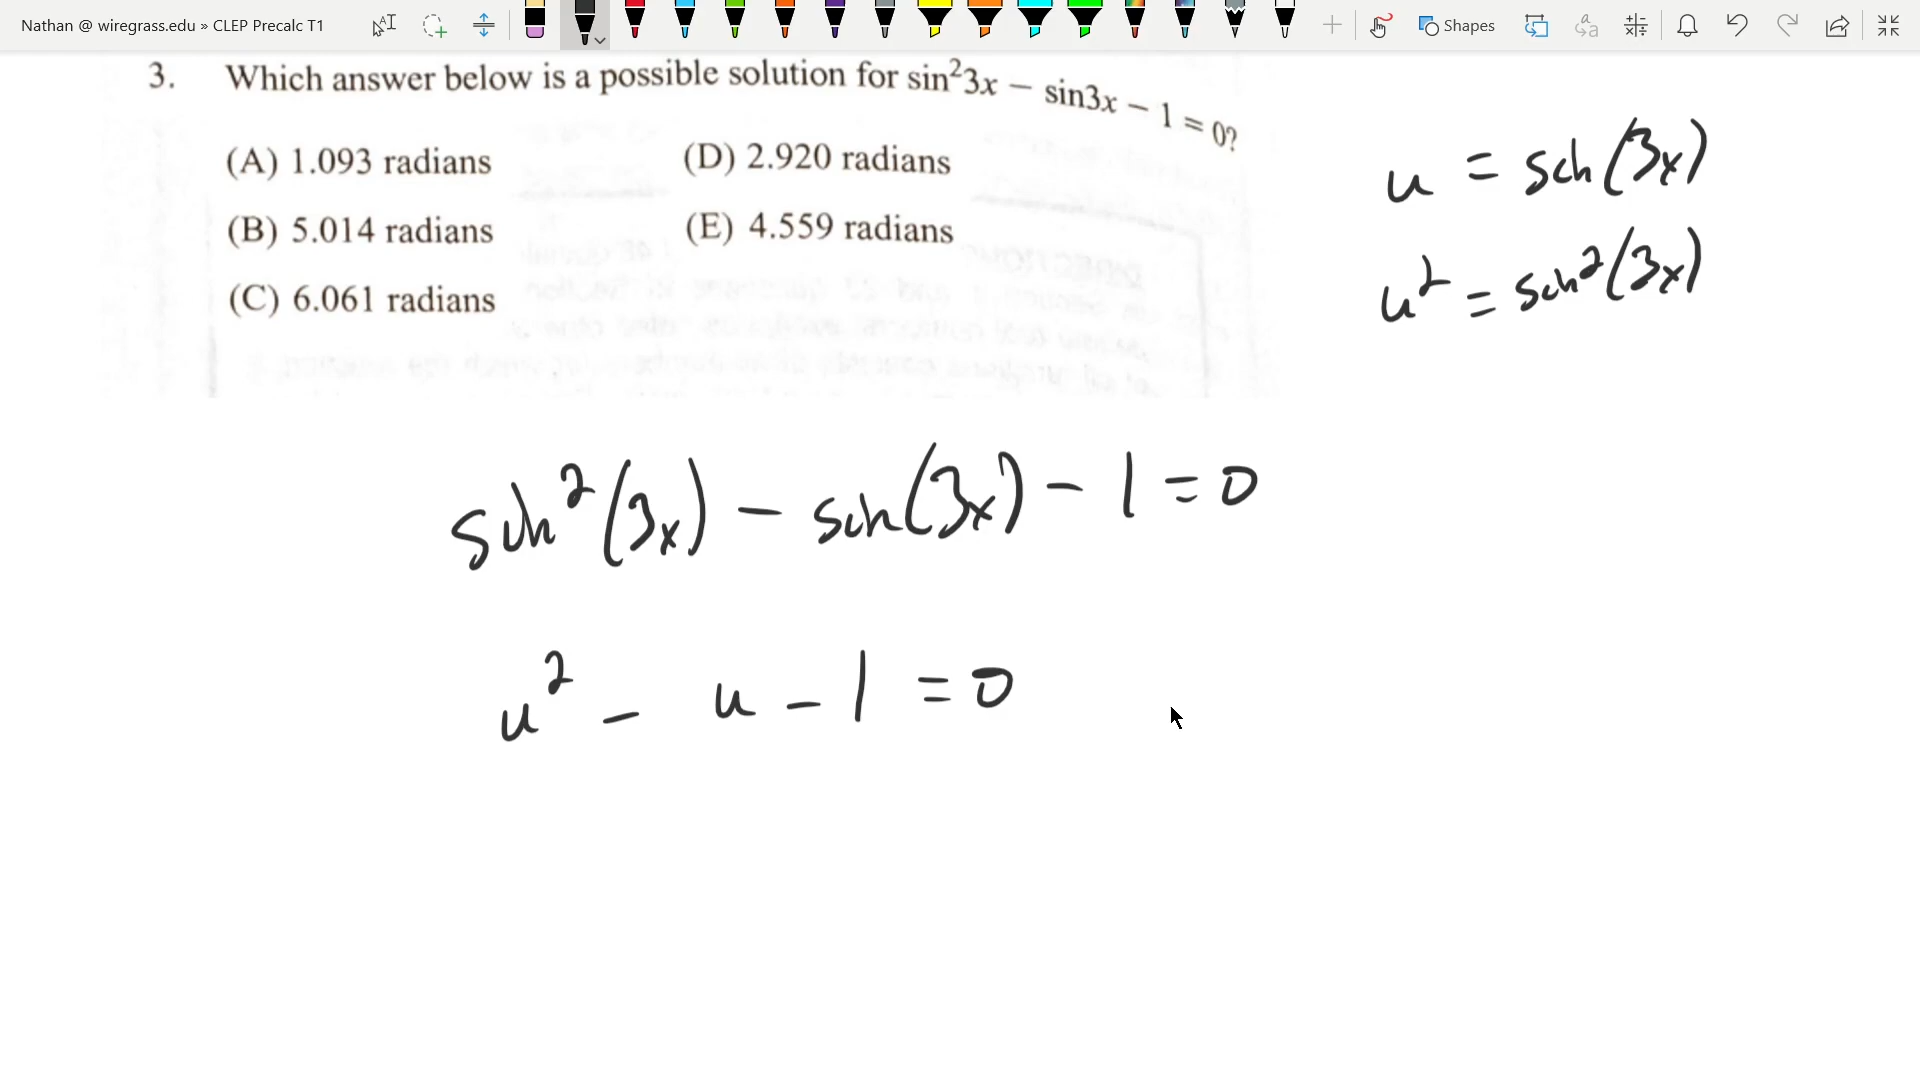 Nathan @ wiregrass.edu » CLEP Precalc T1
Shapes
3. Which answer below is a possible solution for sin²3x − sin3x − 1 = 0?
(A) 1.093 radians
(D) 2.920 radians
(B) 5.014 radians
(E) 4.559 radians
(C) 6.061 radians
u = sin(3x)
u² = sin²(3x)
sin²(3x) − sin(3x) − 1 = 0
u² − u − 1 = 0